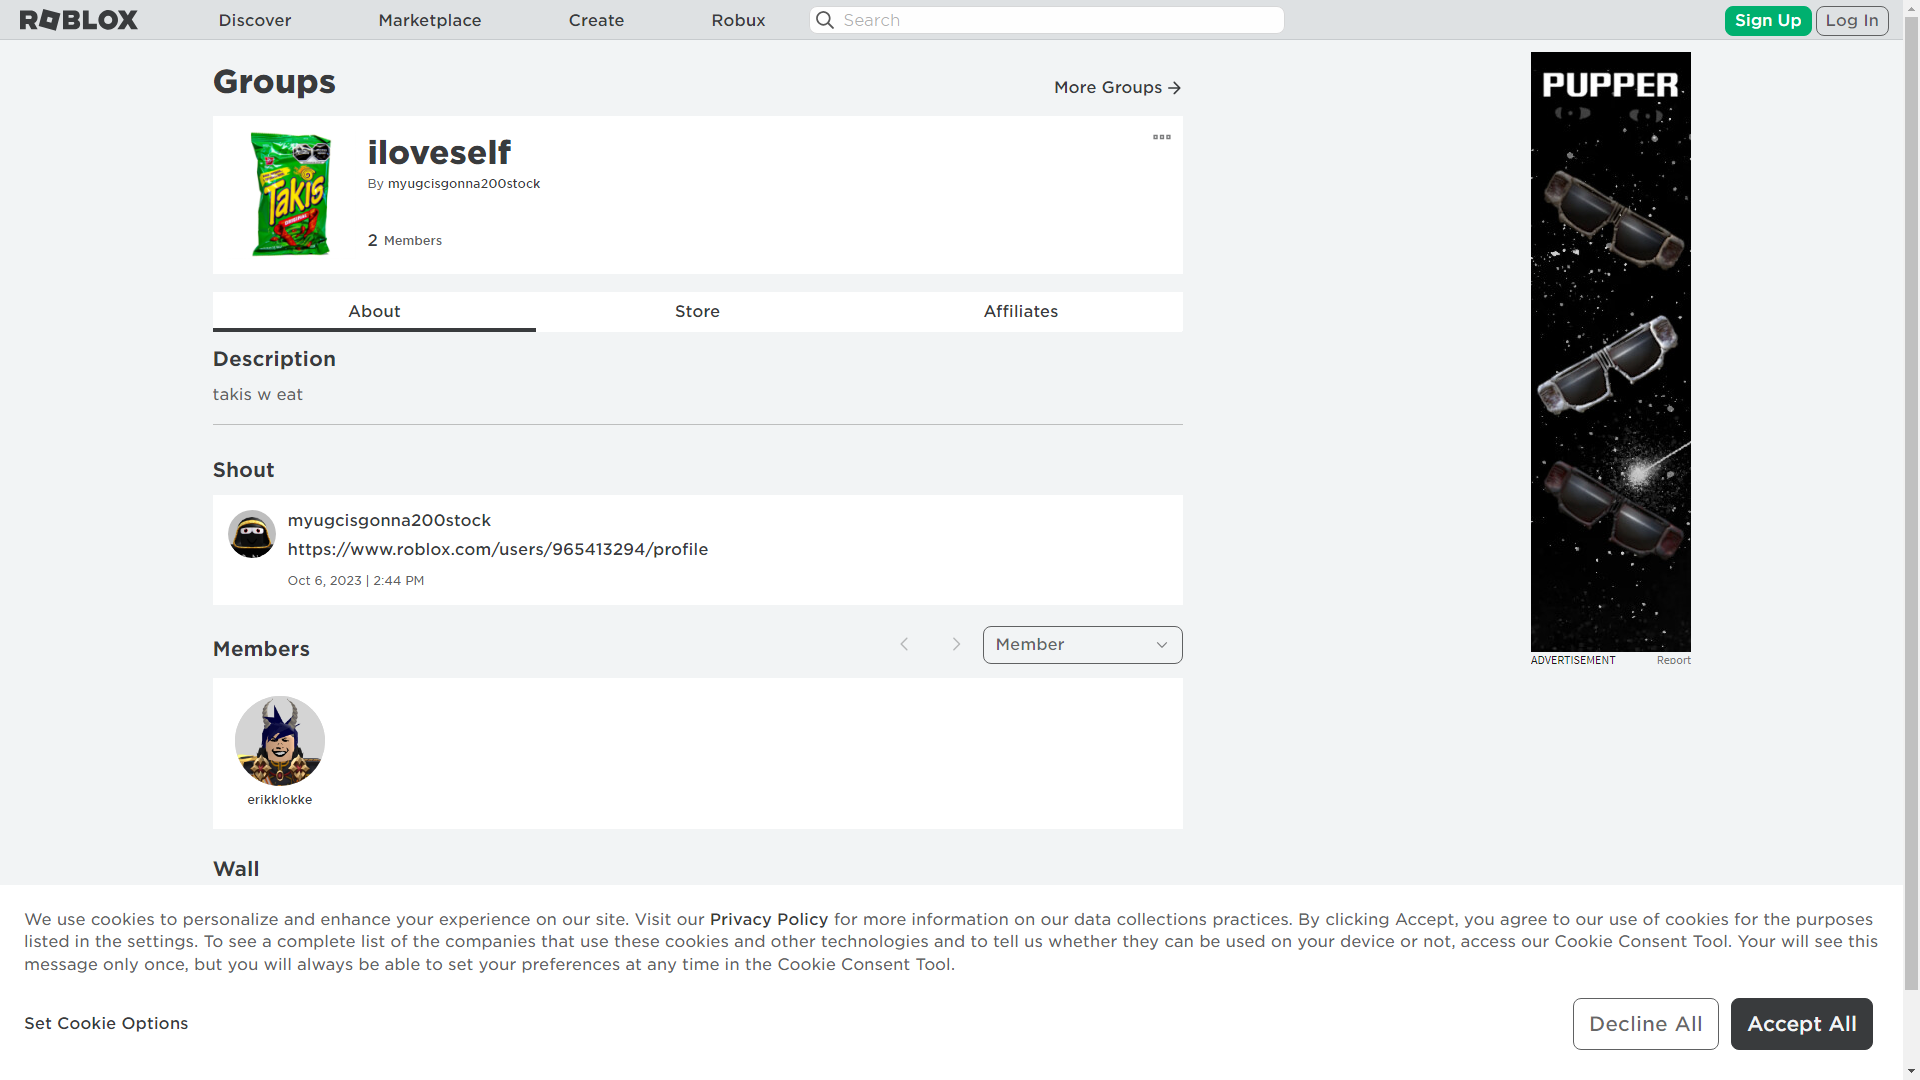 ROBLOX
Discover
Marketplace
Create
Robux
Search
Sign Up
Log In
Groups
More Groups
Takis
iloveself
By myugcisgonna200stock
2 Members
About
Store
Affiliates
Description
takis w eat
Shout
myugcisgonna200stock
https://www.roblox.com/users/965413294/profile
Oct 6, 2023 | 2:44 PM
Members
Member
erikklokke
Wall
PUPPER
ADVERTISEMENT
Report
We use cookies to personalize and enhance your experience on our site. Visit our Privacy Policy for more information on our data collections practices. By clicking Accept, you agree to our use of cookies for the purposes
listed in the settings. To see a complete list of the companies that use these cookies and other technologies and to tell us whether they can be used on your device or not, access our Cookie Consent Tool. Your will see this
message only once, but you will always be able to set your preferences at any time in the Cookie Consent Tool.
Set Cookie Options
Decline All
Accept All